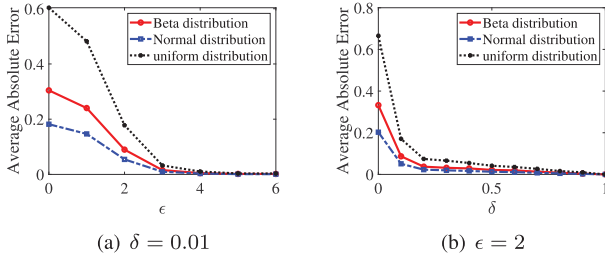 Average Absolute Error
0.6
0.4
0.2
0
Beta distribution
Normal distribution
uniform distribution
0 2 4 6
ϵ
(a) δ = 0.01
Average Absolute Error
0.8
0.6
0.4
0.2
0
Beta distribution
Normal distribution
uniform distribution
0 0.5 1
δ
(b) ϵ = 2